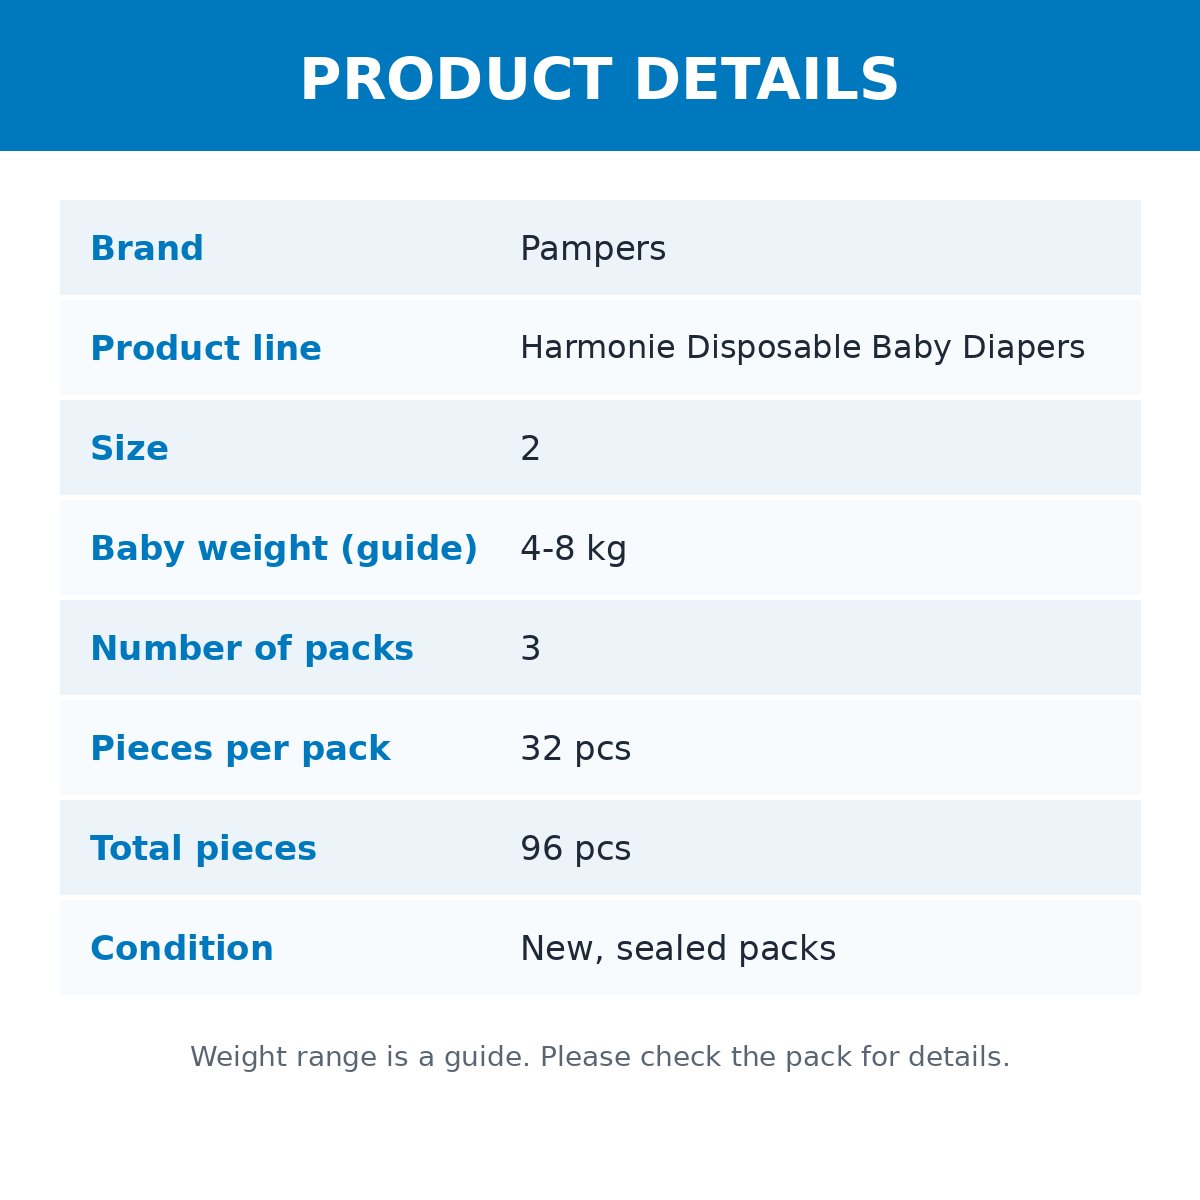 PRODUCT DETAILS
Brand Pampers
Product line Harmonie Disposable Baby Diapers
Size 2
Baby weight (guide) 4-8 kg
Number of packs 3
Pieces per pack 32 pcs
Total pieces 96 pcs
Condition New, sealed packs
Weight range is a guide. Please check the pack for details.